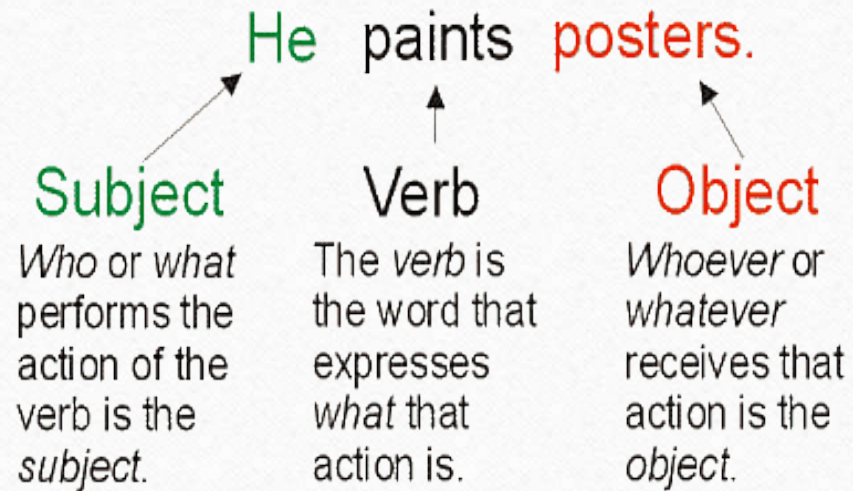 He paints posters.
Subject
Who or what
performs the
action of the
verb is the
subject.
Verb
The verb is
the word that
expresses
what that
action is.
Object
Whoever or
whatever
receives that
action is the
object.